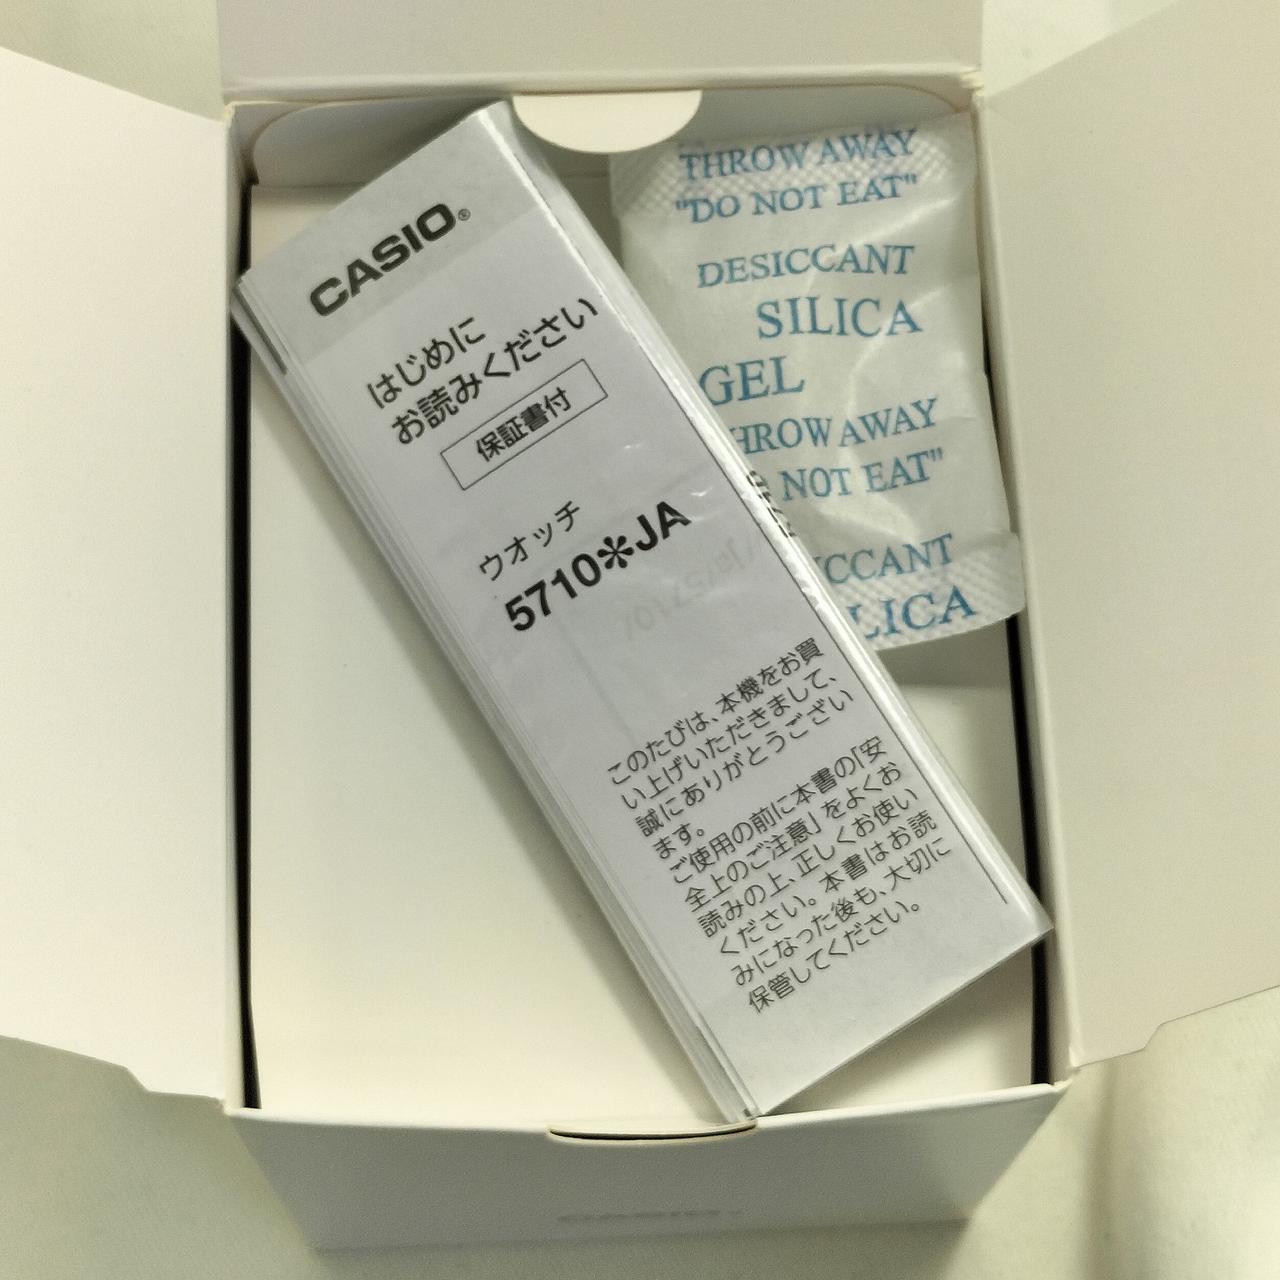 CASIO®
はじめに
お読みください
保証書付
ウオッチ
5710✻JA
このたびは、本機をお買
い上げいただきまして、
誠にありがとうござい
ます。
ご使用の前に本書の「安
全上のご注意」をよくお
読みの上、正しくお使い
ください。本書はお読
みになった後も、大切に
保管してください。
THROW AWAY
"DO NOT EAT"
DESICCANT
SILICA
GEL
HROW AWAY
NOT EAT"
CCANT
LICA
CASIO